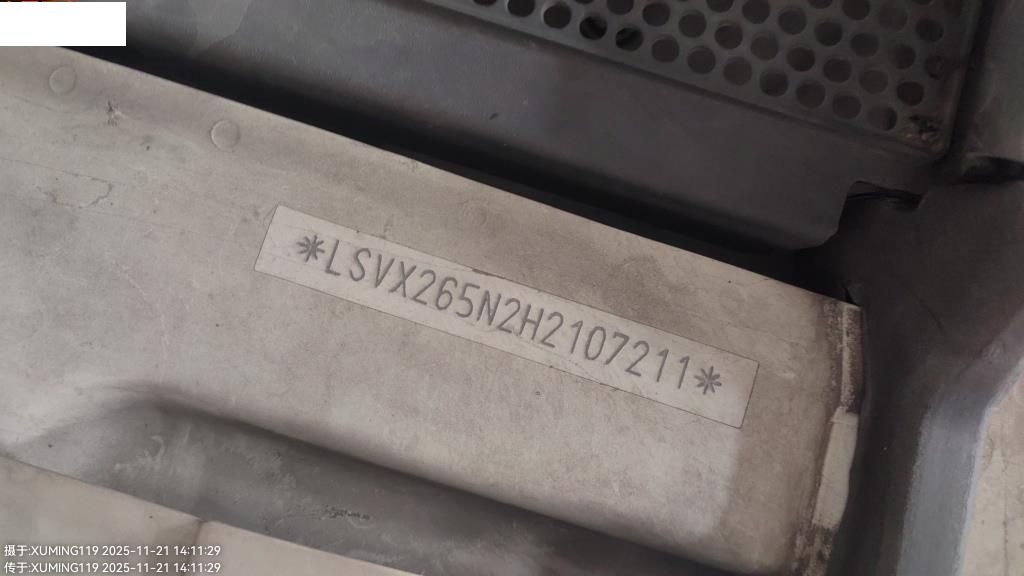 *LSVX265N2H2107211*
摄于:XUMING119 2025-11-21 14:11:29
传于:XUMING119 2025-11-21 14:11:29